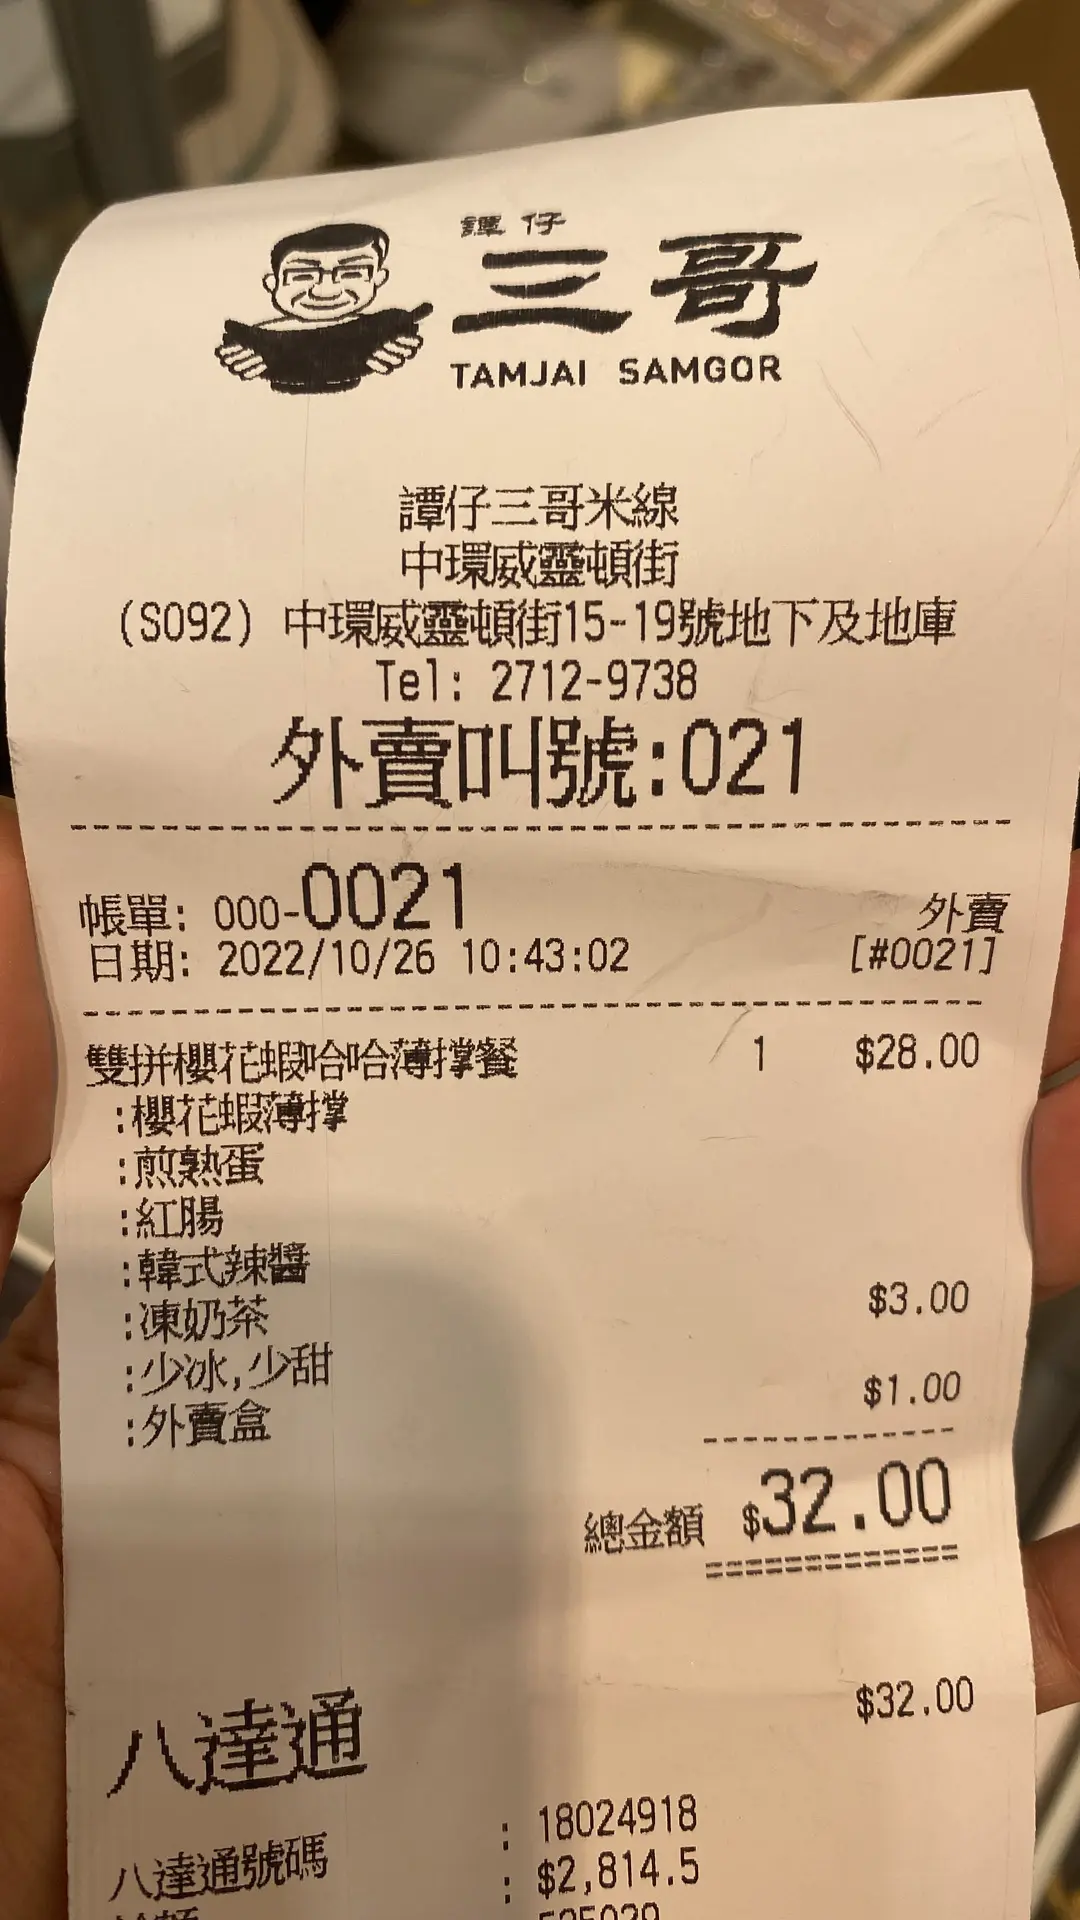 譚仔
三哥
TAMJAI SAMGOR
譚仔三哥米線
中環威靈頓街
(S092) 中環威靈頓街15-19號地下及地庫
Tel: 2712-9738
外賣叫號:021
帳單: 000-0021 外賣
日期: 2022/10/26 10:43:02 [#0021]
雙拼櫻花蝦哈哈薄撐餐 1 $28.00
:櫻花蝦薄撐
:煎熟蛋
:紅腸
:韓式辣醬
:凍奶茶 $3.00
:少冰,少甜
:外賣盒 $1.00
總金額 $32.00
八達通 $32.00
八達通號碼 : 18024918
: $2,814.5